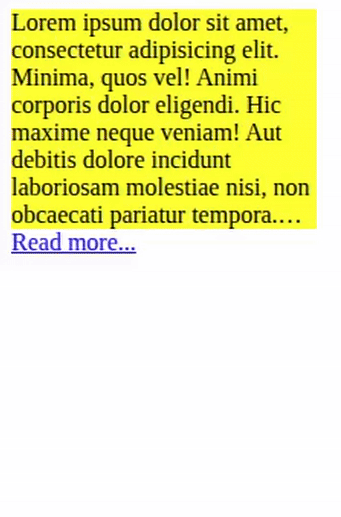 Lorem ipsum dolor sit amet,
consectetur adipisicing elit.
Minima, quos vel! Animi
corporis dolor eligendi. Hic
maxime neque veniam! Aut
debitis dolore incidunt
laboriosam molestiae nisi, non
obcaecati pariatur tempora.…
Read more...